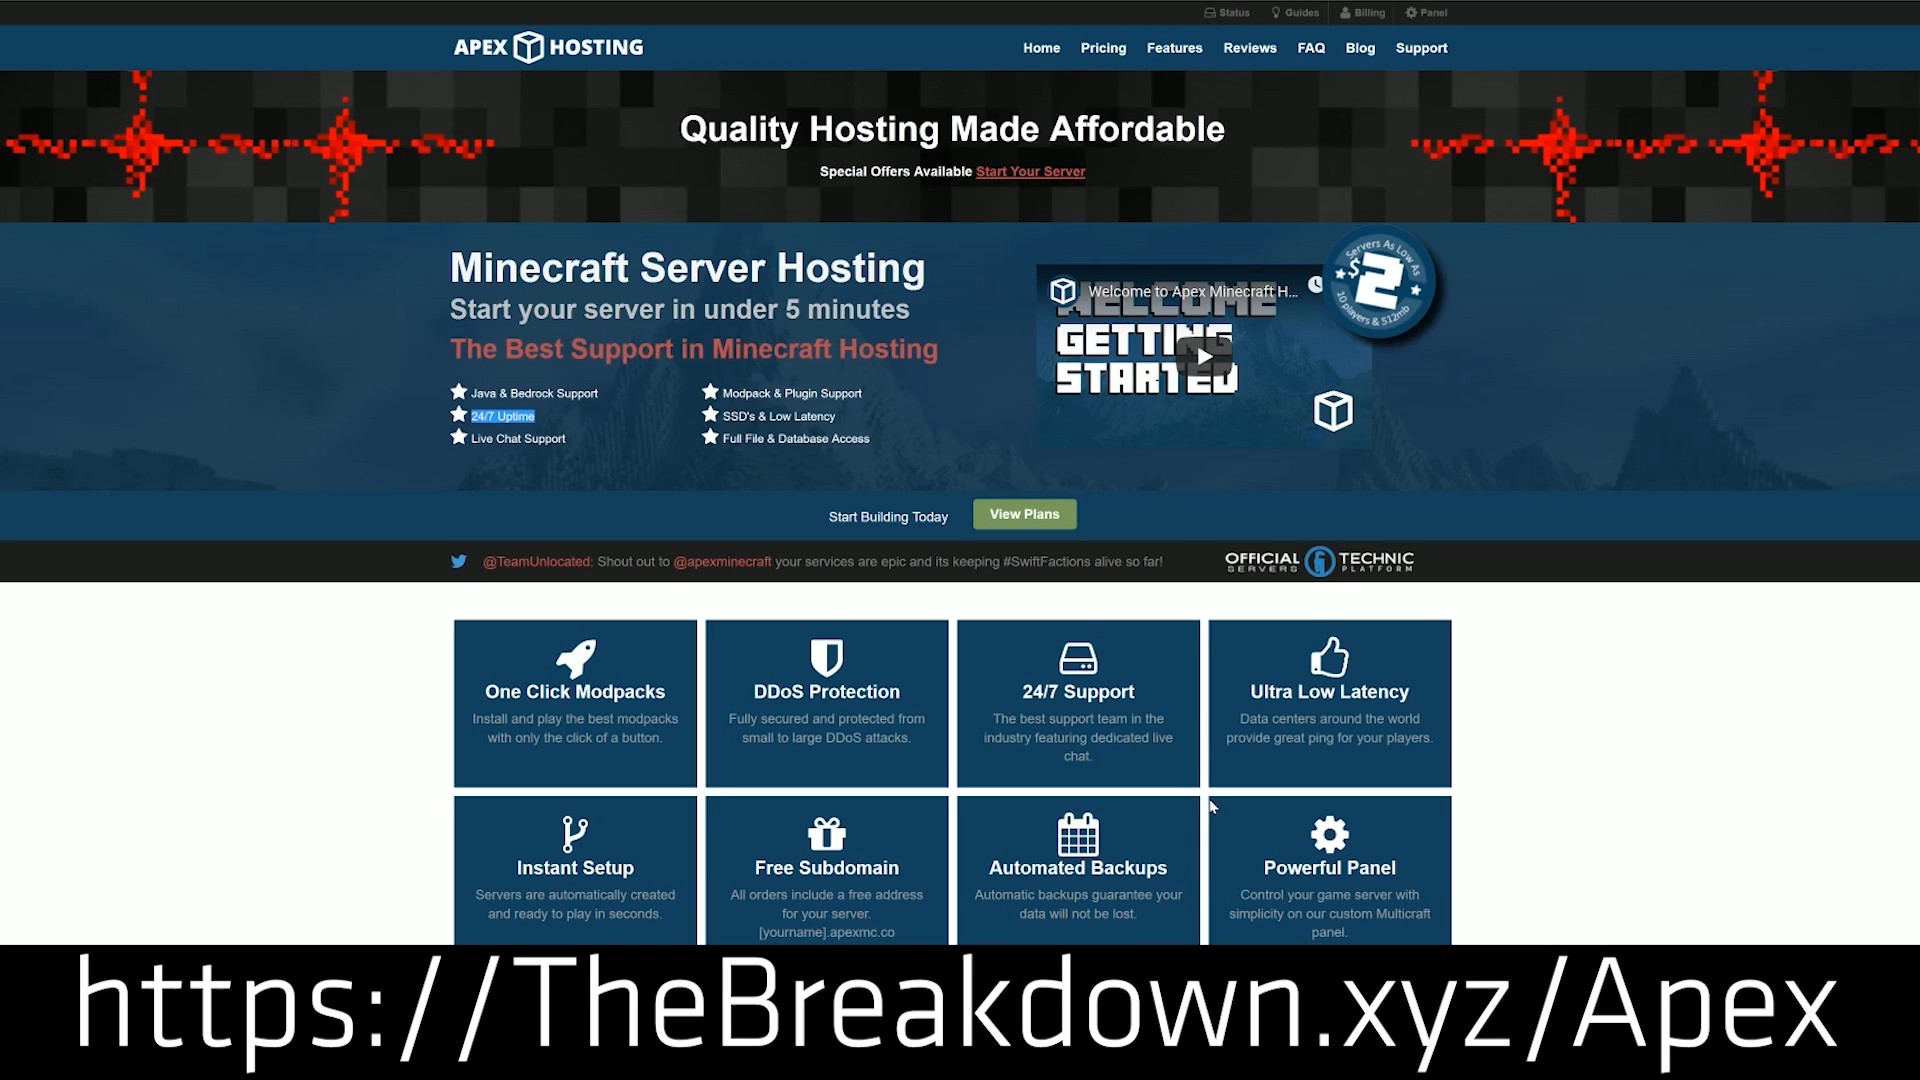 Status Guides Billing Panel
APEX HOSTING
Home Pricing Features Reviews FAQ Blog Support
Quality Hosting Made Affordable
Special Offers Available Start Your Server
Minecraft Server Hosting
Start your server in under 5 minutes
The Best Support in Minecraft Hosting
Java & Bedrock Support
Modpack & Plugin Support
24/7 Uptime
SSD's & Low Latency
Live Chat Support
Full File & Database Access
Welcome to Apex Minecraft H...
WELCOME
GETTING
STARTED
Servers As Low As
$2
10 players & 512mb
Start Building Today
View Plans
@TeamUnlocated: Shout out to @apexminecraft your services are epic and its keeping #SwiftFactions alive so far!
OFFICIAL TECHNIC
SERVERS PLATFORM
One Click Modpacks
Install and play the best modpacks
with only the click of a button.
DDoS Protection
Fully secured and protected from
small to large DDoS attacks.
24/7 Support
The best support team in the
industry featuring dedicated live
chat.
Ultra Low Latency
Data centers around the world
provide great ping for your players.
Instant Setup
Servers are automatically created
and ready to play in seconds.
Free Subdomain
All orders include a free address
for your server.
[yourname].apexmc.co
Automated Backups
Automatic backups guarantee your
data will not be lost.
Powerful Panel
Control your game server with
simplicity on our custom Multicraft
panel.
https://TheBreakdown.xyz/Apex